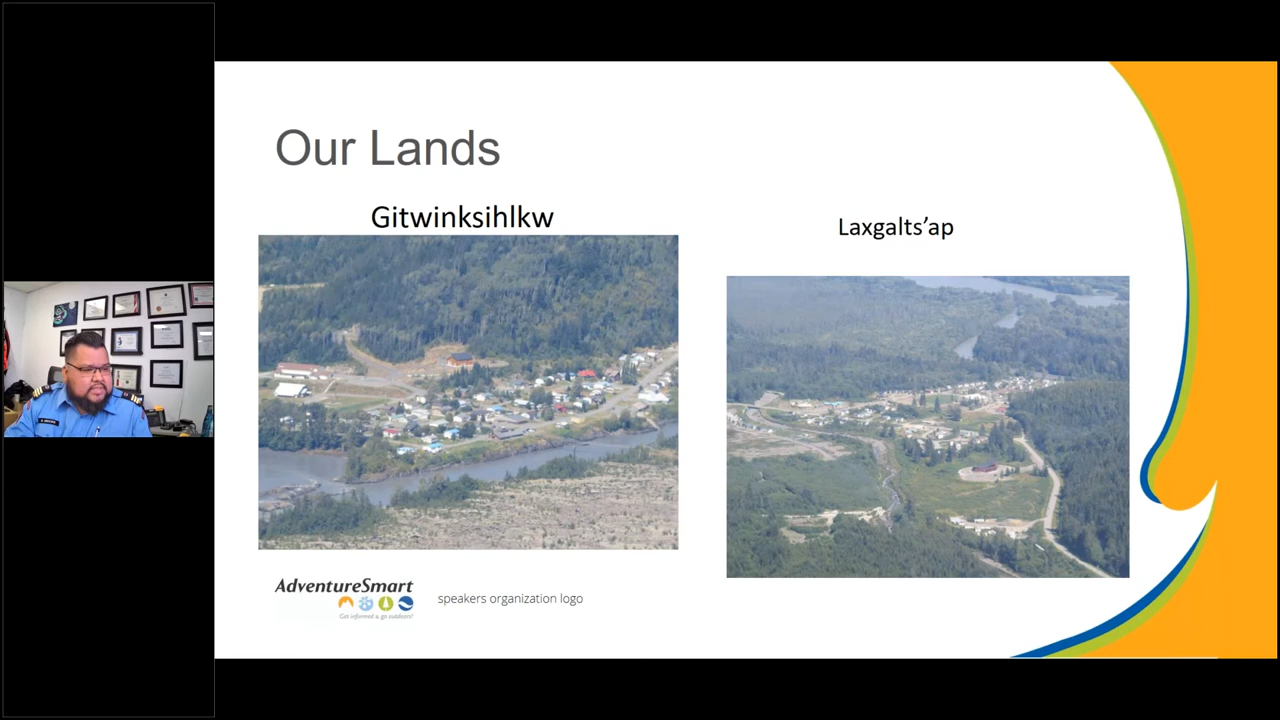 Our Lands
Gitwinksihlkw
Laxgalts’ap
AdventureSmart
Get informed & go outdoors!
speakers organization logo